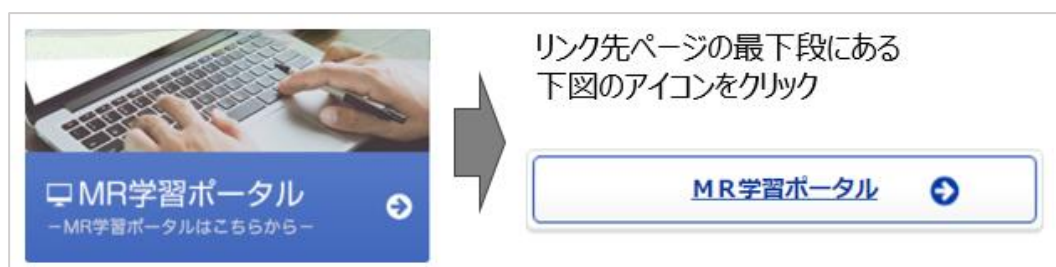 MR学習ポータル
－MR学習ポータルはこちらから－
リンク先ページの最下段にある
下図のアイコンをクリック
ＭＲ学習ポータル